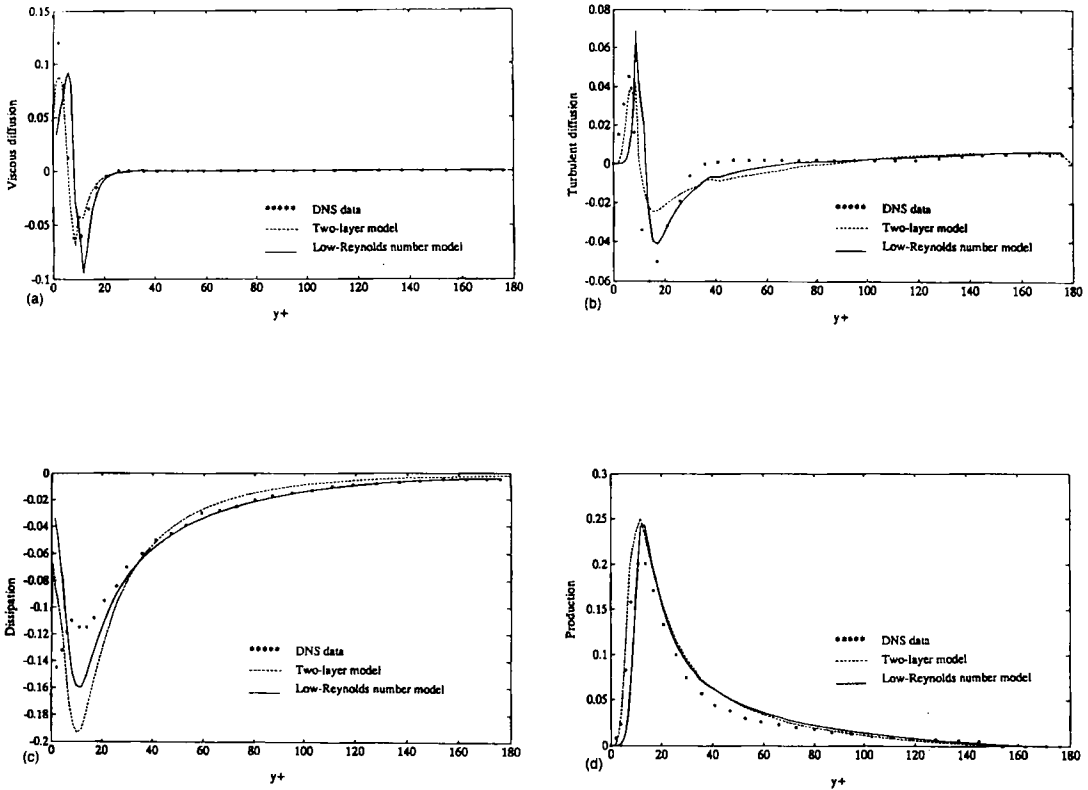 0.15
0.1
0.05
0
-0.05
-0.1
Viscous diffusion
DNS data
Two-layer model
Low-Reynolds number model
0 20 40 60 80 100 120 140 160 180
(a)
y+
0.08
0.06
0.04
0.02
0
-0.02
-0.04
-0.06
Turbulent diffusion
DNS data
Two-layer model
Low-Reynolds number model
0 20 40 60 80 100 120 140 160 180
(b)
y+
0
-0.02
-0.04
-0.06
-0.08
-0.1
-0.12
-0.14
-0.16
-0.18
-0.2
Dissipation
DNS data
Two-layer model
Low-Reynolds number model
0 20 40 60 80 100 120 140 160 180
(c)
y+
0.3
0.25
0.2
0.15
0.1
0.05
0
Production
DNS data
Two-layer model
Low-Reynolds number model
0 20 40 60 80 100 120 140 160 180
(d)
y+